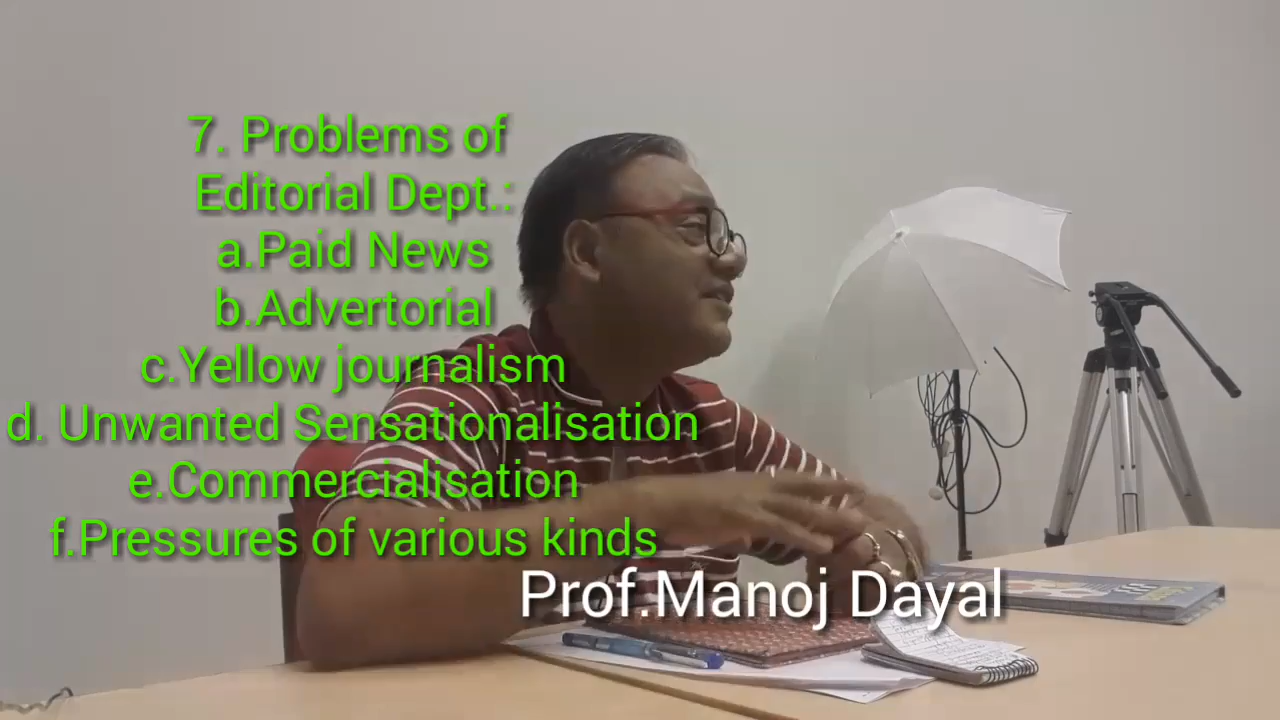 7. Problems of
Editorial Dept.:
a.Paid News
b.Advertorial
c.Yellow journalism
d. Unwanted Sensationalisation
e.Commercialisation
f.Pressures of various kinds
Prof.Manoj Dayal